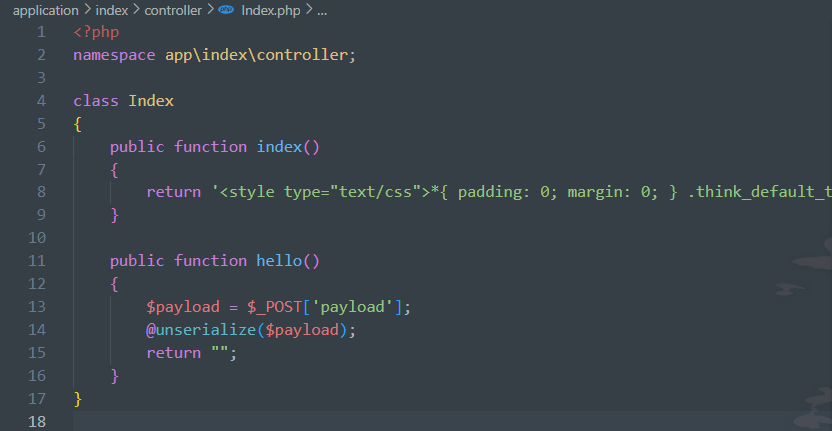 application > index > controller > php Index.php > ...
1 <?php
2 namespace app\index\controller;
3
4 class Index
5 {
6 public function index()
7 {
8 return '<style type="text/css">*{ padding: 0; margin: 0; } .think_default_t
9 }
10
11 public function hello()
12 {
13 $payload = $_POST['payload'];
14 @unserialize($payload);
15 return "";
16 }
17 }
18